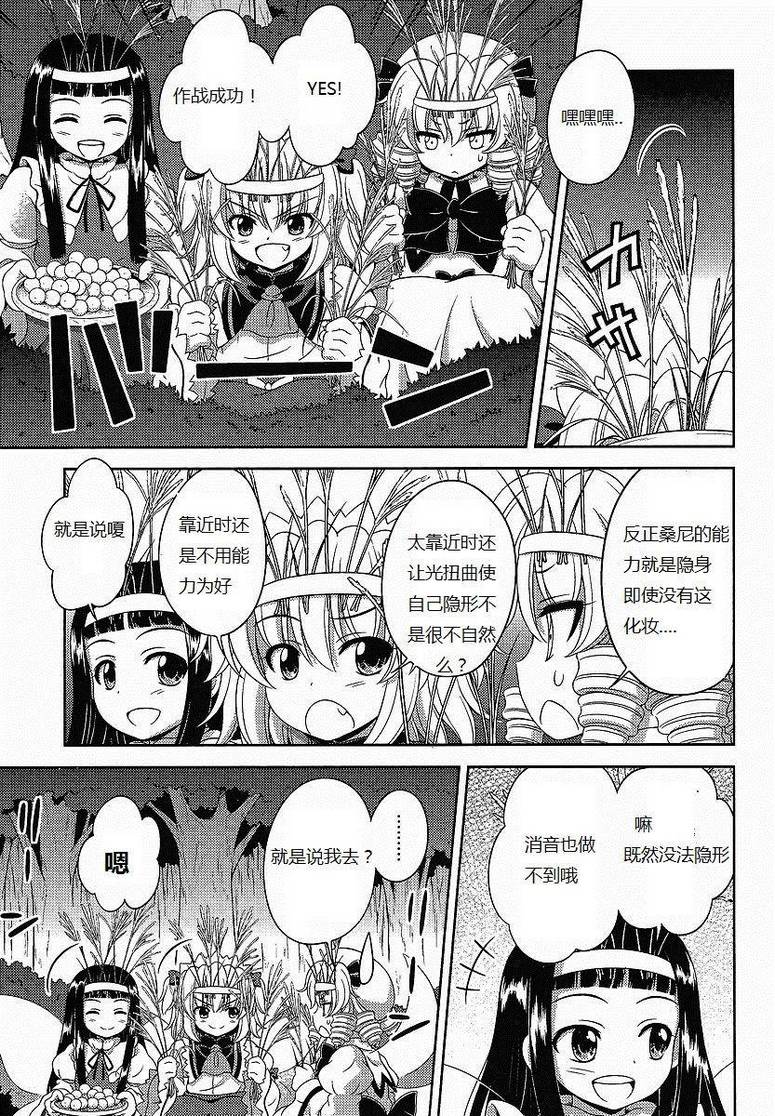 嘿嘿嘿..
カサ
YES!
作战成功！
反正桑尼的能
力就是隐身
即使没有这
化妆....
太靠近时还
让光扭曲使
自己隐形不
是很不自然
么？
靠近时还
是不用能
力为好
就是说嘎
嘛
既然没法隐形
消音也做
不到哦
………
就是说我去？
嗯